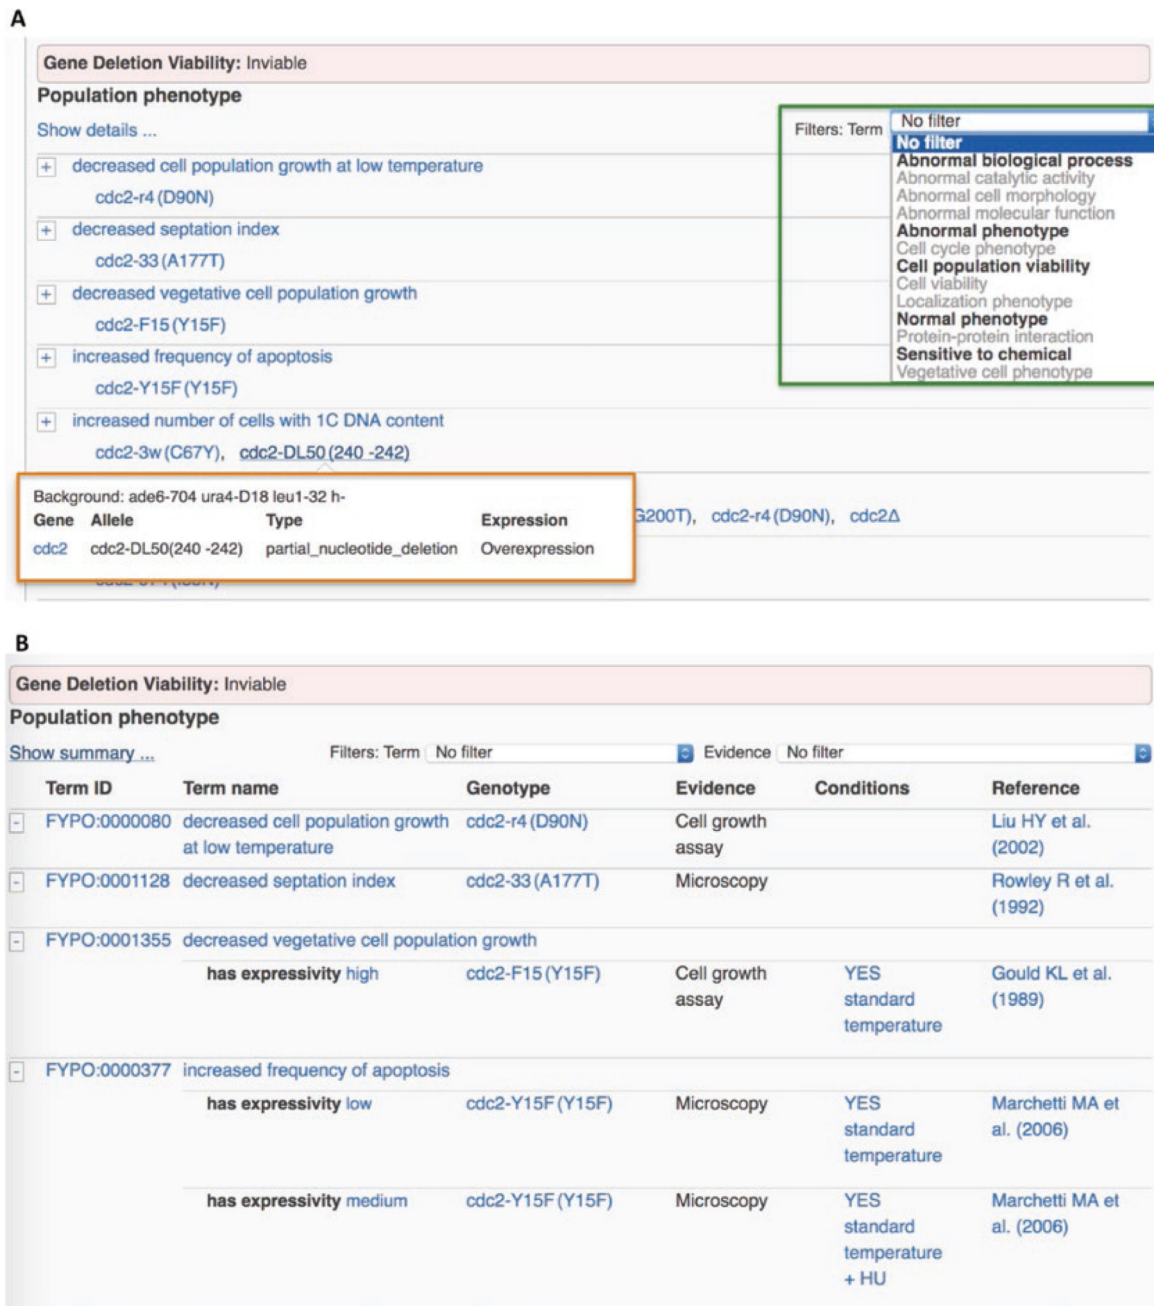 A
Gene Deletion Viability: Inviable
Population phenotype
Show details ...
Filters: Term No filter
No filter
Abnormal biological process
Abnormal catalytic activity
Abnormal cell morphology
Abnormal molecular function
Abnormal phenotype
Cell cycle phenotype
Cell population viability
Cell viability
Localization phenotype
Normal phenotype
Protein-protein interaction
Sensitive to chemical
Vegetative cell phenotype
+ decreased cell population growth at low temperature
cdc2-r4 (D90N)
+ decreased septation index
cdc2-33 (A177T)
+ decreased vegetative cell population growth
cdc2-F15 (Y15F)
+ increased frequency of apoptosis
cdc2-Y15F (Y15F)
+ increased number of cells with 1C DNA content
cdc2-3w (C67Y), cdc2-DL50 (240 -242)
Background: ade6-704 ura4-D18 leu1-32 h-
Gene Allele Type Expression
cdc2 cdc2-DL50(240 -242) partial_nucleotide_deletion Overexpression
G200T), cdc2-r4 (D90N), cdc2Δ
B
Gene Deletion Viability: Inviable
Population phenotype
Show summary ... Filters: Term No filter Evidence No filter
Term ID Term name Genotype Evidence Conditions Reference
- FYPO:0000080 decreased cell population growth cdc2-r4 (D90N) Cell growth Liu HY et al.
at low temperature assay (2002)
- FYPO:0001128 decreased septation index cdc2-33 (A177T) Microscopy Rowley R et al.
(1992)
- FYPO:0001355 decreased vegetative cell population growth
has expressivity high cdc2-F15 (Y15F) Cell growth YES Gould KL et al.
assay standard (1989)
temperature
- FYPO:0000377 increased frequency of apoptosis
has expressivity low cdc2-Y15F (Y15F) Microscopy YES Marchetti MA et
standard al. (2006)
temperature
has expressivity medium cdc2-Y15F (Y15F) Microscopy YES Marchetti MA et
standard al. (2006)
temperature
+ HU